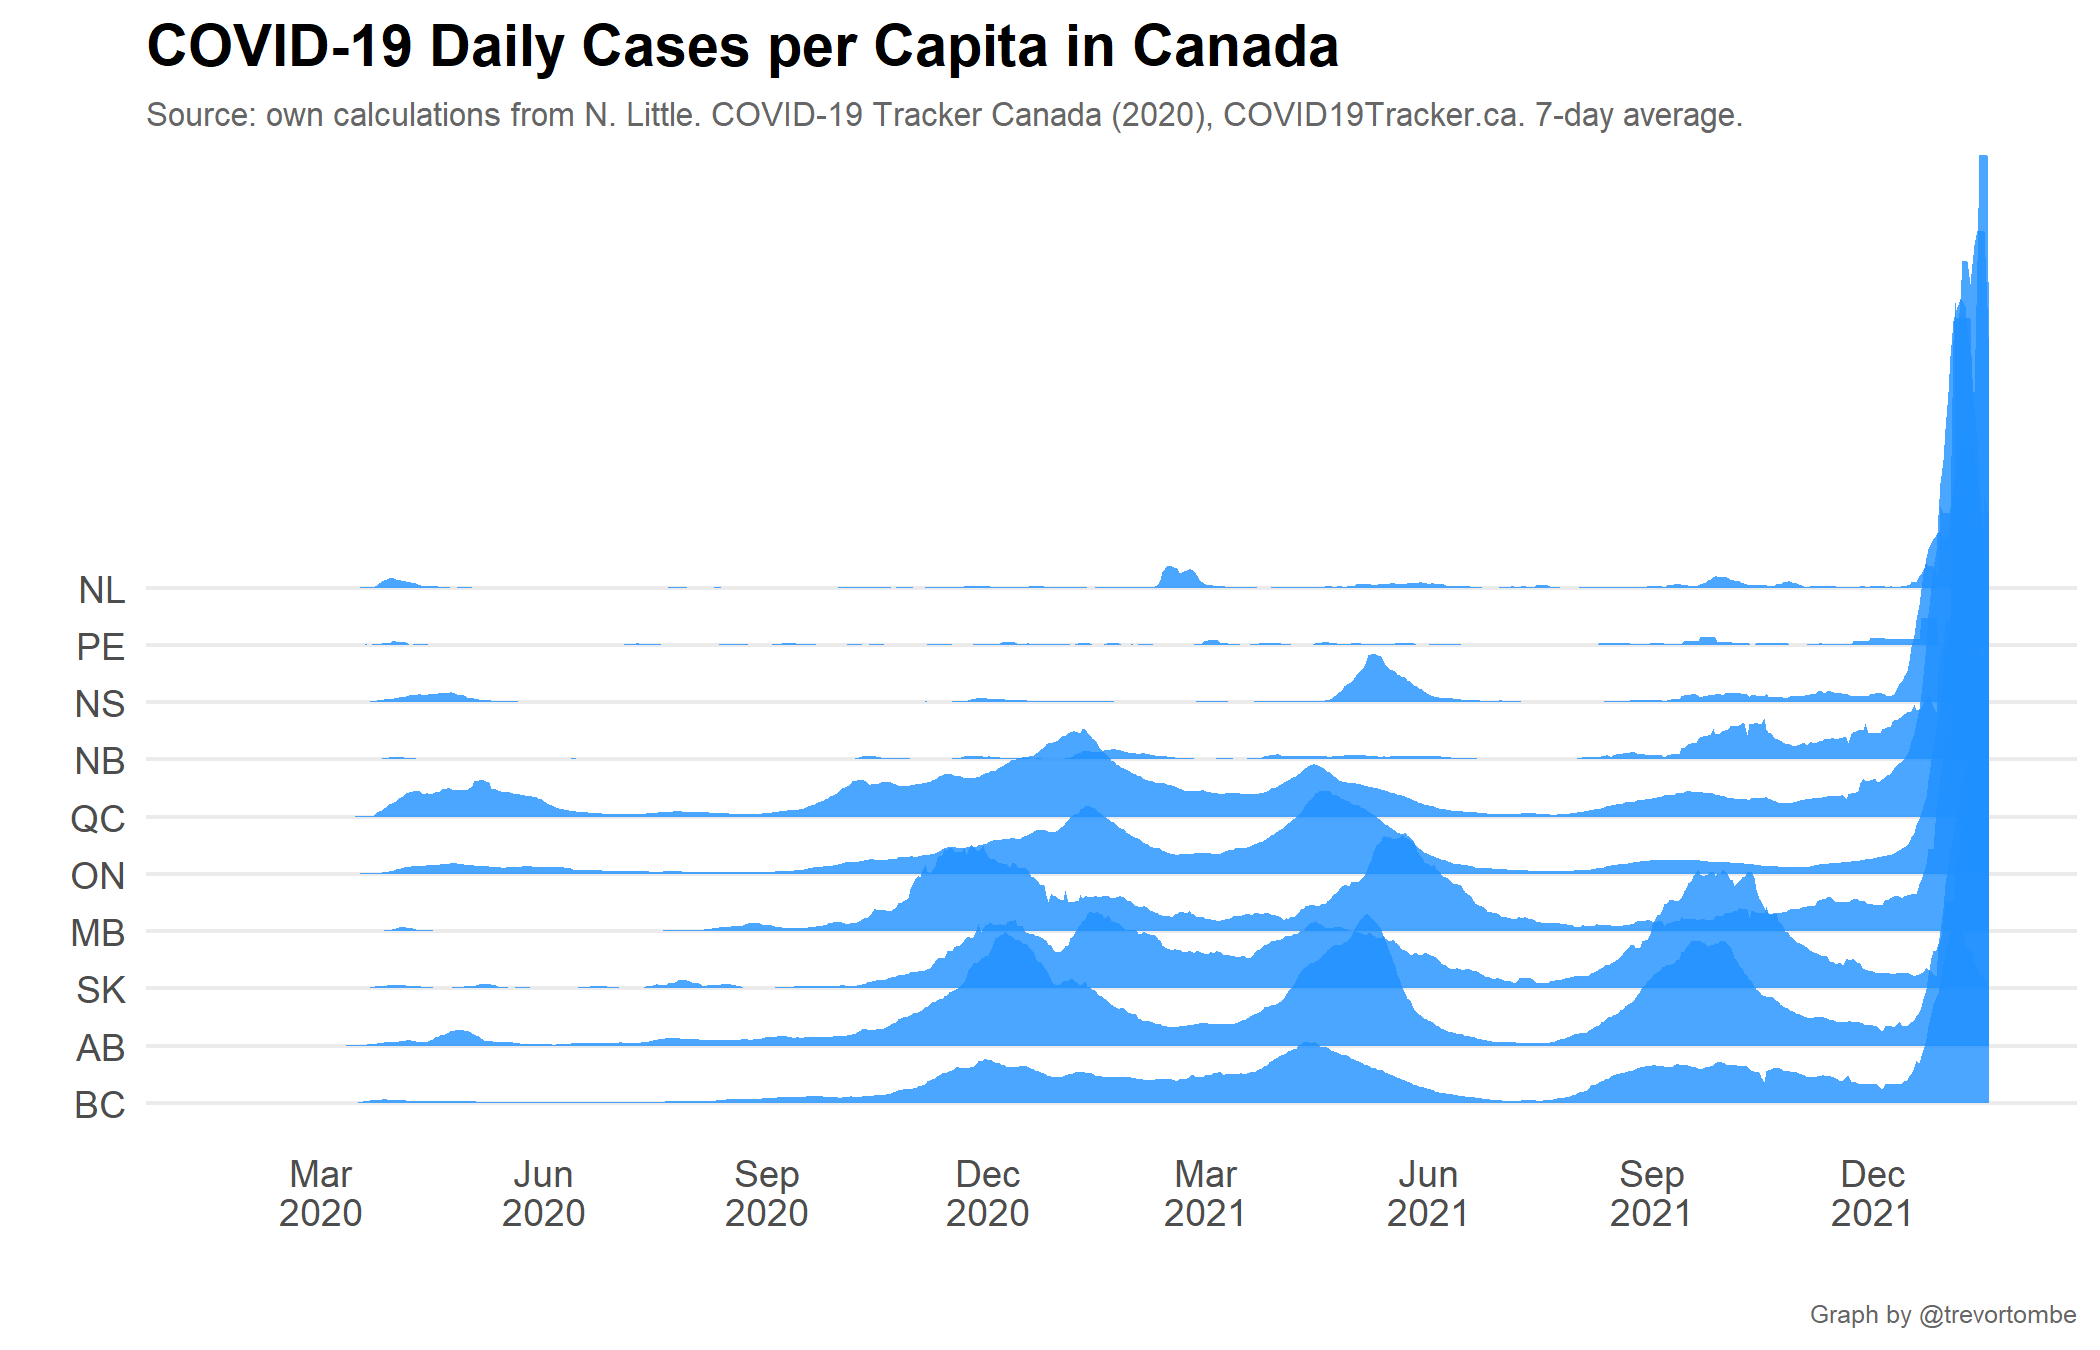 COVID-19 Daily Cases per Capita in Canada
Source: own calculations from N. Little. COVID-19 Tracker Canada (2020), COVID19Tracker.ca. 7-day average.
NL
PE
NS
NB
QC
ON
MB
SK
AB
BC
Mar Jun Sep Dec Mar Jun Sep Dec
2020 2020 2020 2020 2021 2021 2021 2021
Graph by @trevortombe